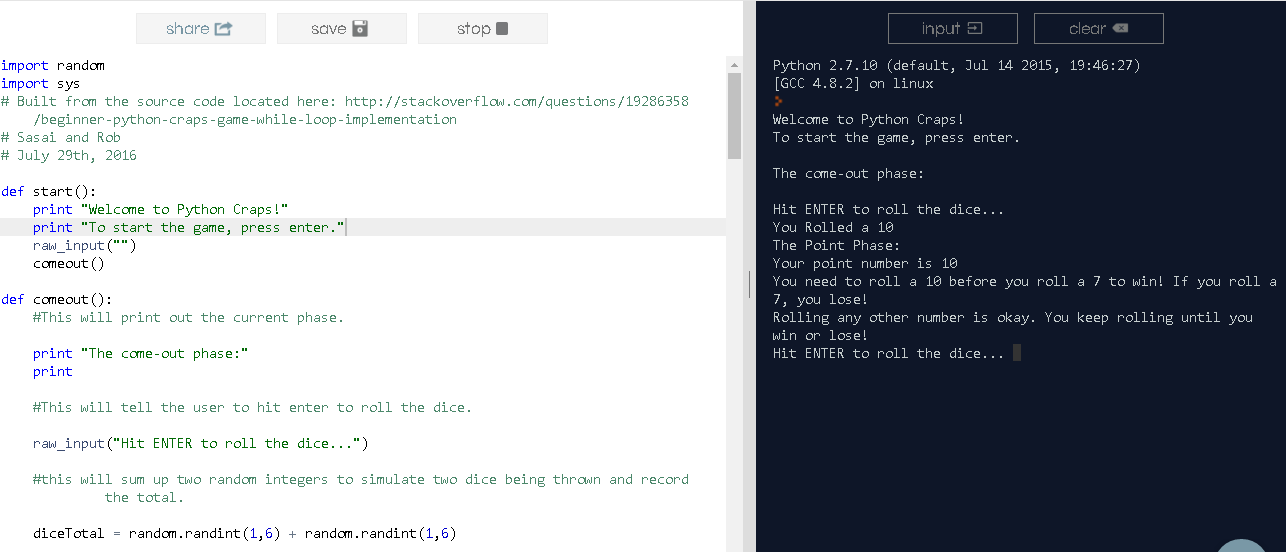 share
save
stop
import random
import sys
# Built from the source code located here: http://stackoverflow.com/questions/19286358
/beginner-python-craps-game-while-loop-implementation
# Sasai and Rob
# July 29th, 2016
def start():
print "Welcome to Python Craps!"
print "To start the game, press enter."
raw_input("")
comeout()
def comeout():
#This will print out the current phase.
print "The come-out phase:"
print
#This will tell the user to hit enter to roll the dice.
raw_input("Hit ENTER to roll the dice...")
#this will sum up two random integers to simulate two dice being thrown and record
the total.
diceTotal = random.randint(1,6) + random.randint(1,6)
input
clear
Python 2.7.10 (default, Jul 14 2015, 19:46:27)
[GCC 4.8.2] on linux
Welcome to Python Craps!
To start the game, press enter.
The come-out phase:
Hit ENTER to roll the dice...
You Rolled a 10
The Point Phase:
Your point number is 10
You need to roll a 10 before you roll a 7 to win! If you roll a
7, you lose!
Rolling any other number is okay. You keep rolling until you
win or lose!
Hit ENTER to roll the dice...